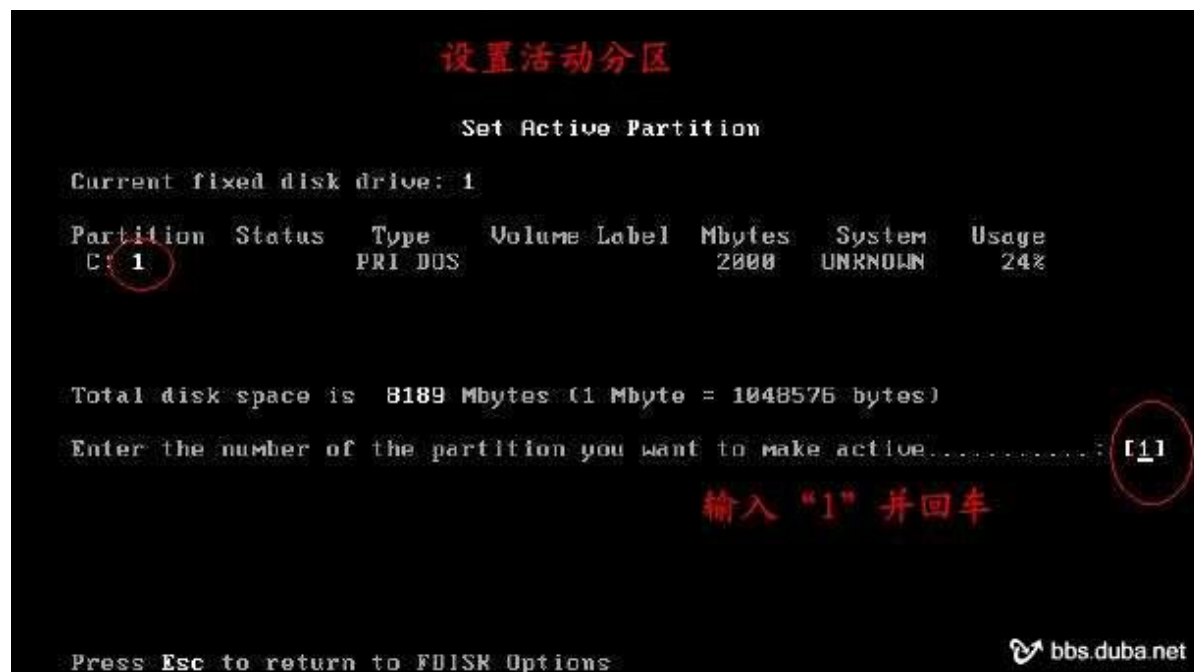 设置活动分区
Set Active Partition
Current fixed disk drive: 1
Partition Status Type Volume Label Mbytes System Usage
C: 1 PRI DOS 2000 UNKNOWN 24%
Total disk space is 8189 Mbytes (1 Mbyte = 1048576 bytes)
Enter the number of the partition you want to make active...........: [1]
输入“1”并回车
Press Esc to return to FDISK Options
bbs.duba.net